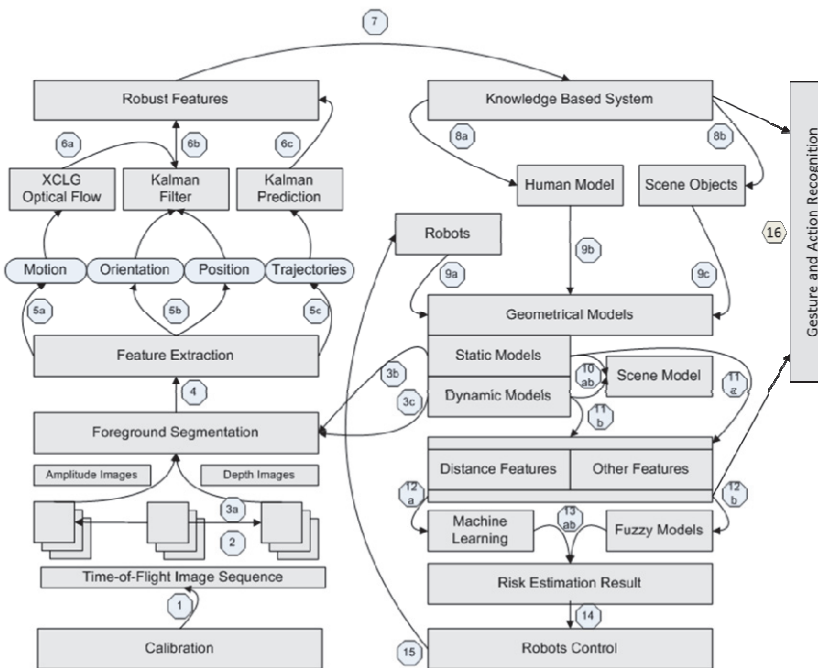 7
Robust Features
Knowledge Based System
6a
6b
6c
8a
8b
XCLG
Optical Flow
Kalman
Filter
Kalman
Prediction
Human Model
Scene Objects
Gesture and Action Recognition
16
Robots
9a
9b
9c
Motion
Orientation
Position
Trajectories
5a
5b
5c
Geometrical Models
Feature Extraction
Static Models
Dynamic Models
3b
3c
10
ab
Scene Model
11
a
11
b
4
Foreground Segmentation
Amplitude Images
Depth Images
Distance Features
Other Features
12
a
12
b
3a
2
Machine
Learning
13
ab
Fuzzy Models
Time-of-Flight Image Sequence
Risk Estimation Result
1
14
Calibration
15
Robots Control